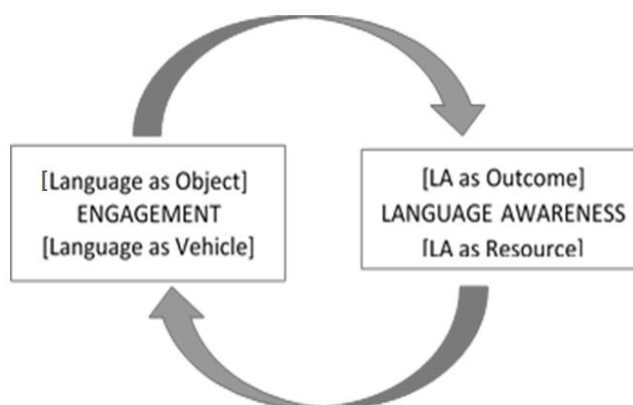 [Language as Object]
ENGAGEMENT
[Language as Vehicle]
[LA as Outcome]
LANGUAGE AWARENESS
[LA as Resource]